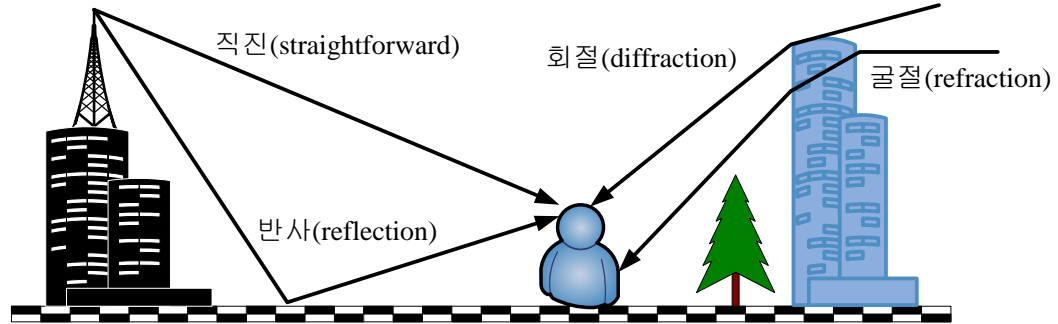 직진(straightforward)
회절(diffraction)
굴절(refraction)
반사(reflection)